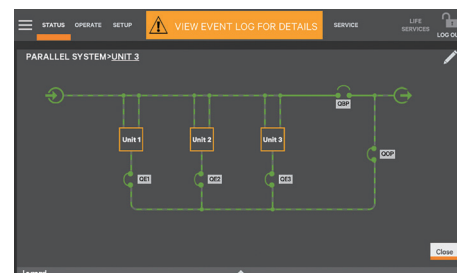 STATUS OPERATE SETUP VIEW EVENT LOG FOR DETAILS SERVICE LIFE SERVICES LOG OU
PARALLEL SYSTEM>UNIT 3
QBP
Unit 1 Unit 2 Unit 3
QOP
QE1 QE2 QE3
Close
Legend